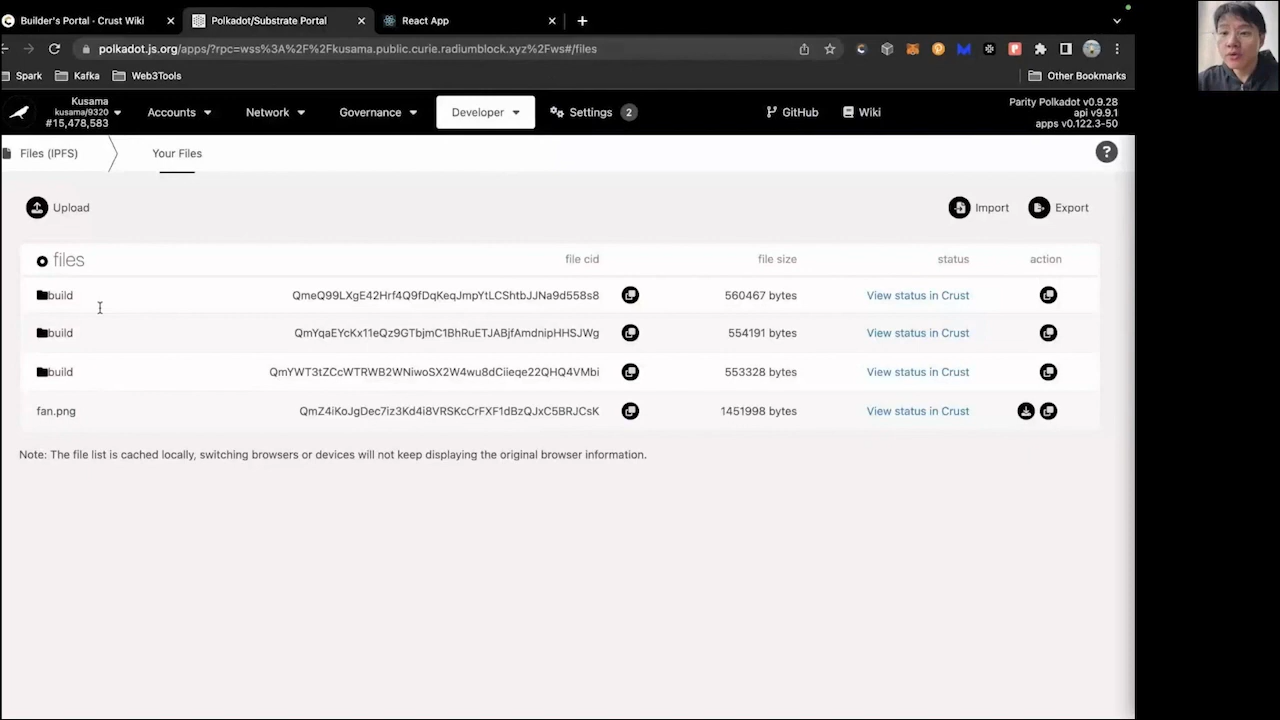 Builder's Portal - Crust Wiki
Polkadot/Substrate Portal
React App
polkadot.js.org/apps/?rpc=wss%3A%2F%2Fkusama.public.curie.radiumblock.xyz%2Fws#/files
Spark
Kafka
Web3Tools
Other Bookmarks
Kusama
kusama/9320
#15,478,583
Accounts
Network
Governance
Developer
Settings
2
GitHub
Wiki
Parity Polkadot v0.9.28
api v9.9.1
apps v0.122.3-50
Files (IPFS)
Your Files
?
Upload
Import
Export
files file cid file size status action
build QmeQ99LXgE42Hrf4Q9fDqKeqJmpYtLCShtbJJNa9d558s8 560467 bytes View status in Crust
build QmYqaEYcKx11eQz9GTbjmC1BhRuETJABjfAmdnipHHSJWg 554191 bytes View status in Crust
build QmYWT3tZCcWTRWB2WNiwoSX2W4wu8dCiieqe22QHQ4VMbi 553328 bytes View status in Crust
fan.png QmZ4iKoJgDec7iz3Kd4i8VRSKcCrFXF1dBzQJxC5BRJCsK 1451998 bytes View status in Crust
Note: The file list is cached locally, switching browsers or devices will not keep displaying the original browser information.